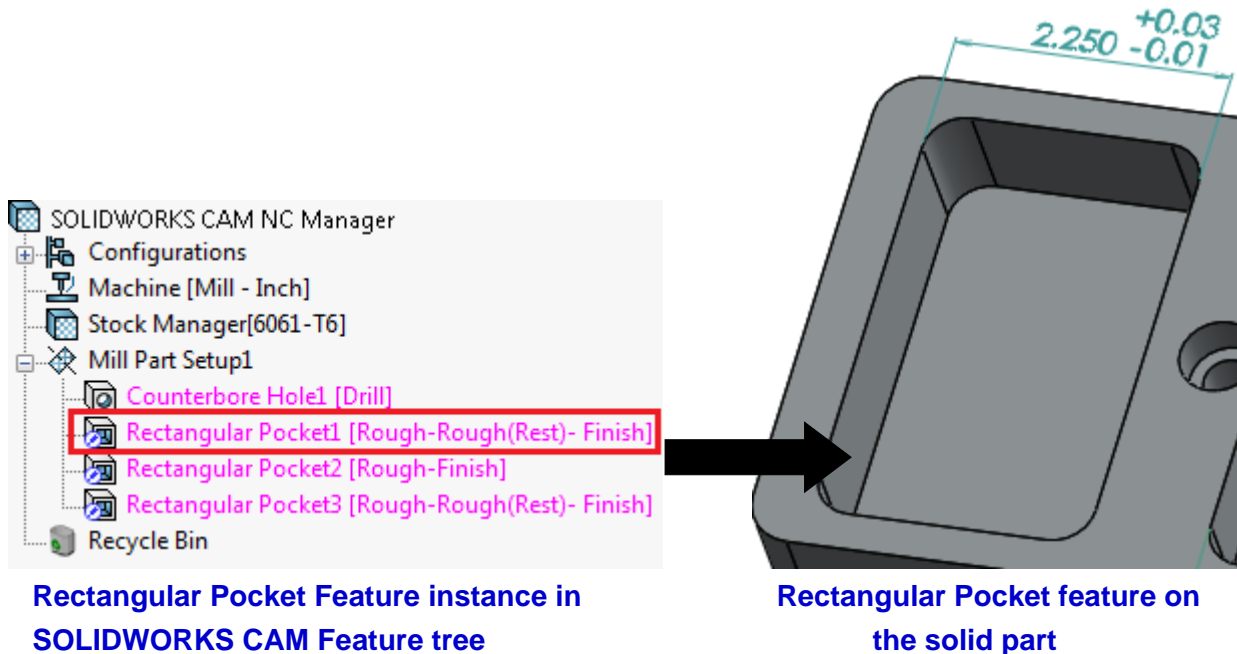 +0.03
2.250 -0.01
SOLIDWORKS CAM NC Manager
Configurations
Machine [Mill - Inch]
Stock Manager[6061-T6]
Mill Part Setup1
Counterbore Hole1 [Drill]
Rectangular Pocket1 [Rough-Rough(Rest)- Finish]
Rectangular Pocket2 [Rough-Finish]
Rectangular Pocket3 [Rough-Rough(Rest)- Finish]
Recycle Bin
Rectangular Pocket Feature instance in
SOLIDWORKS CAM Feature tree
Rectangular Pocket feature on
the solid part